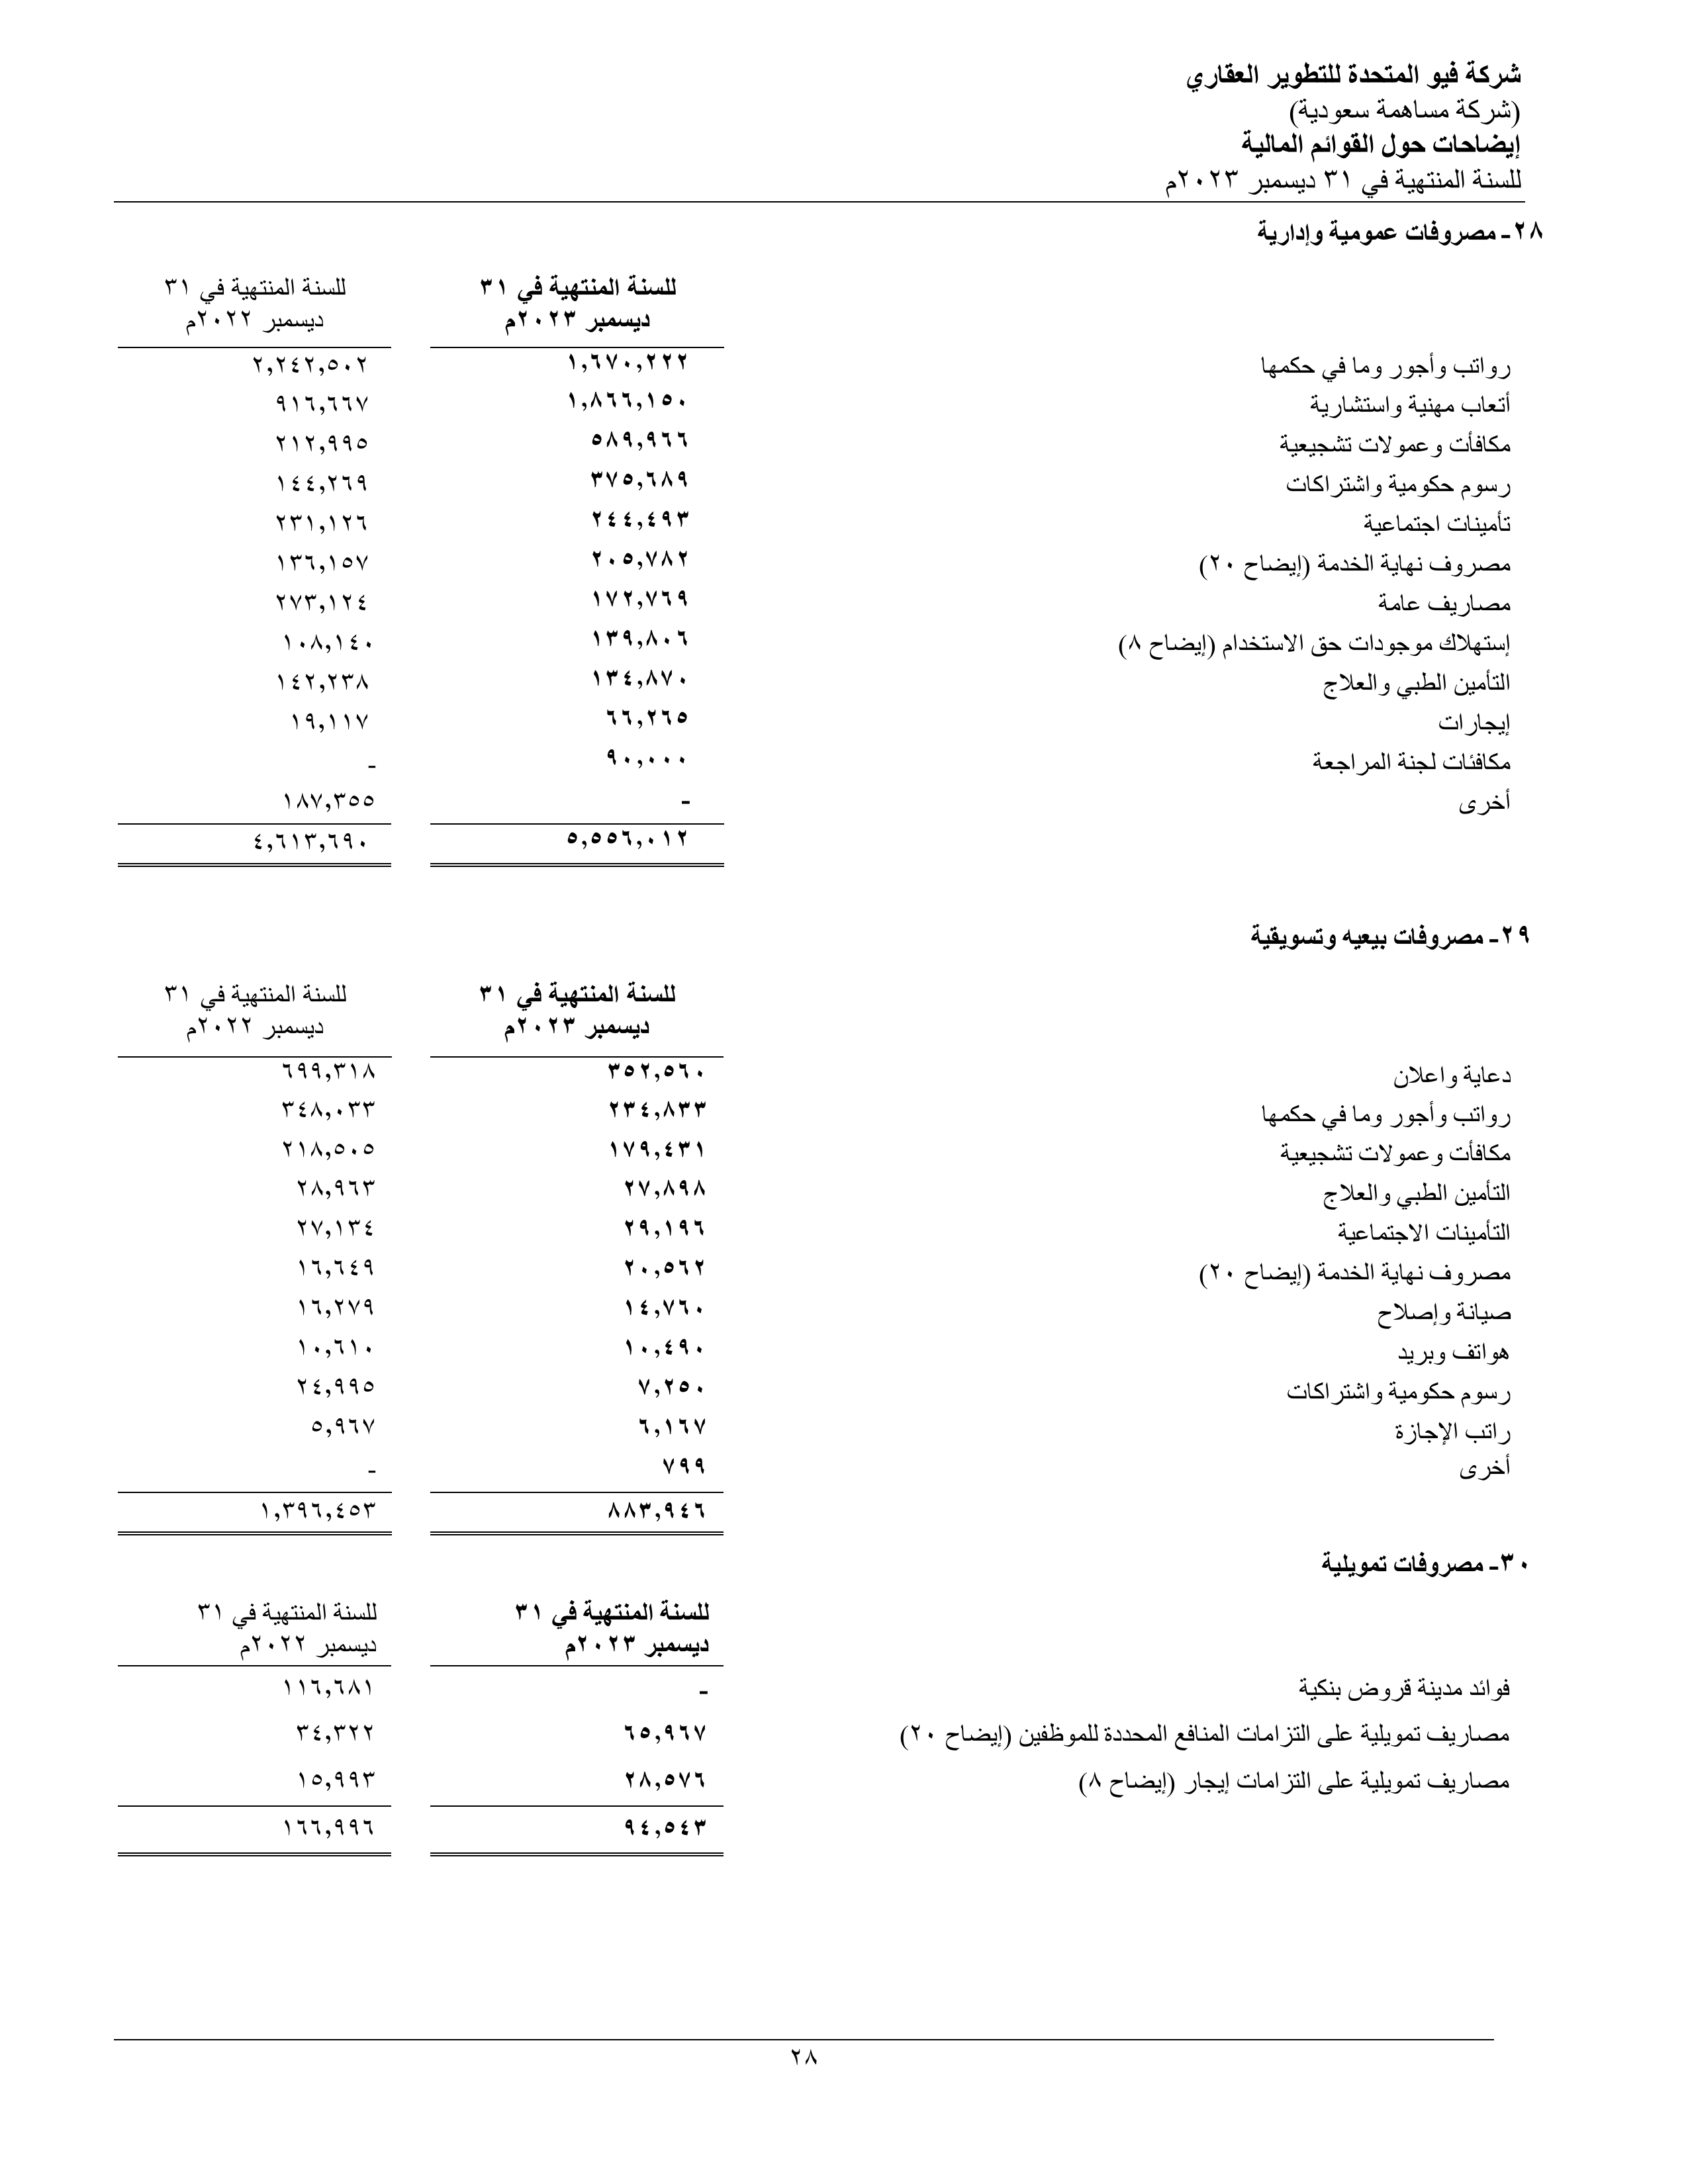 شركة فيو المتحدة للتطوير العقاري
(شركة مساهمة سعودية)
إيضاحات حول القوائم المالية
للسنة المنتهية في ٣١ ديسمبر ٢٠٢٣م
٢٨- مصروفات عمومية وإدارية
للسنة المنتهية في ٣١ ديسمبر ٢٠٢٣م للسنة المنتهية في ٣١ ديسمبر ٢٠٢٢م
رواتب وأجور وما في حكمها ١,٦٧٠,٢٢٢ ٢,٢٤٢,٥٠٢
أتعاب مهنية واستشارية ١,٨٦٦,١٥٠ ٩١٦,٦٦٧
مكافأت وعمولات تشجيعية ٥٨٩,٩٦٦ ٢١٢,٩٩٥
رسوم حكومية واشتراكات ٣٧٥,٦٨٩ ١٤٤,٢٦٩
تأمينات اجتماعية ٢٤٤,٤٩٣ ٢٣١,١٢٦
مصروف نهاية الخدمة (إيضاح ٢٠) ٢٠٥,٧٨٢ ١٣٦,١٥٧
مصاريف عامة ١٧٢,٧٦٩ ٢٧٣,١٢٤
إستهلاك موجودات حق الاستخدام (إيضاح ٨) ١٣٩,٨٠٦ ١٠٨,١٤٠
التأمين الطبي والعلاج ١٣٤,٨٧٠ ١٤٢,٢٣٨
إيجارات ٦٦,٢٦٥ ١٩,١١٧
مكافئات لجنة المراجعة ٩٠,٠٠٠ -
أخرى - ١٨٧,٣٥٥
٥,٥٥٦,٠١٢ ٤,٦١٣,٦٩٠
٢٩- مصروفات بيعيه وتسويقية
للسنة المنتهية في ٣١ ديسمبر ٢٠٢٣م للسنة المنتهية في ٣١ ديسمبر ٢٠٢٢م
دعاية واعلان ٣٥٢,٥٦٠ ٦٩٩,٣١٨
رواتب وأجور وما في حكمها ٢٣٤,٨٣٣ ٣٤٨,٠٣٣
مكافأت وعمولات تشجيعية ١٧٩,٤٣١ ٢١٨,٥٠٥
التأمين الطبي والعلاج ٢٧,٨٩٨ ٢٨,٩٦٣
التأمينات الاجتماعية ٢٩,١٩٦ ٢٧,١٣٤
مصروف نهاية الخدمة (إيضاح ٢٠) ٢٠,٥٦٢ ١٦,٦٤٩
صيانة وإصلاح ١٤,٧٦٠ ١٦,٢٧٩
هواتف وبريد ١٠,٤٩٠ ١٠,٦١٠
رسوم حكومية واشتراكات ٧,٢٥٠ ٢٤,٩٩٥
راتب الإجازة ٦,١٦٧ ٥,٩٦٧
أخرى ٧٩٩ -
٨٨٣,٩٤٦ ١,٣٩٦,٤٥٣
٣٠- مصروفات تمويلية
للسنة المنتهية في ٣١ ديسمبر ٢٠٢٣م للسنة المنتهية في ٣١ ديسمبر ٢٠٢٢م
فوائد مدينة قروض بنكية - ١١٦,٦٨١
مصاريف تمويلية على التزامات المنافع المحددة للموظفين (إيضاح ٢٠) ٦٥,٩٦٧ ٣٤,٣٢٢
مصاريف تمويلية على التزامات إيجار (إيضاح ٨) ٢٨,٥٧٦ ١٥,٩٩٣
٩٤,٥٤٣ ١٦٦,٩٩٦
٢٨